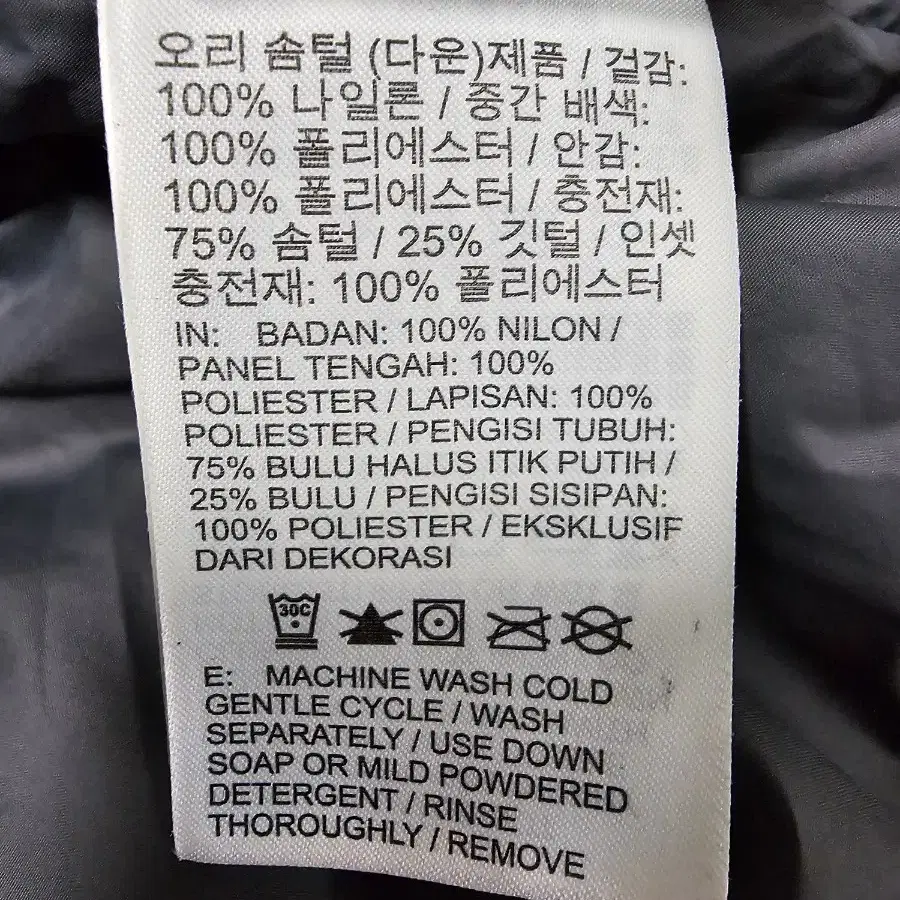 오리 솜털 (다운)제품 / 겉감:
100% 나일론 / 중간 배색:
100% 폴리에스터 / 안감:
100% 폴리에스터 / 충전재:
75% 솜털 / 25% 깃털 / 인셋
충전재: 100% 폴리에스터
IN: BADAN: 100% NILON /
PANEL TENGAH: 100%
POLIESTER / LAPISAN: 100%
POLIESTER / PENGISI TUBUH:
75% BULU HALUS ITIK PUTIH /
25% BULU / PENGISI SISIPAN:
100% POLIESTER / EKSKLUSIF
DARI DEKORASI
30C
E: MACHINE WASH COLD
GENTLE CYCLE / WASH
SEPARATELY / USE DOWN
SOAP OR MILD POWDERED
DETERGENT / RINSE
THOROUGHLY / REMOVE